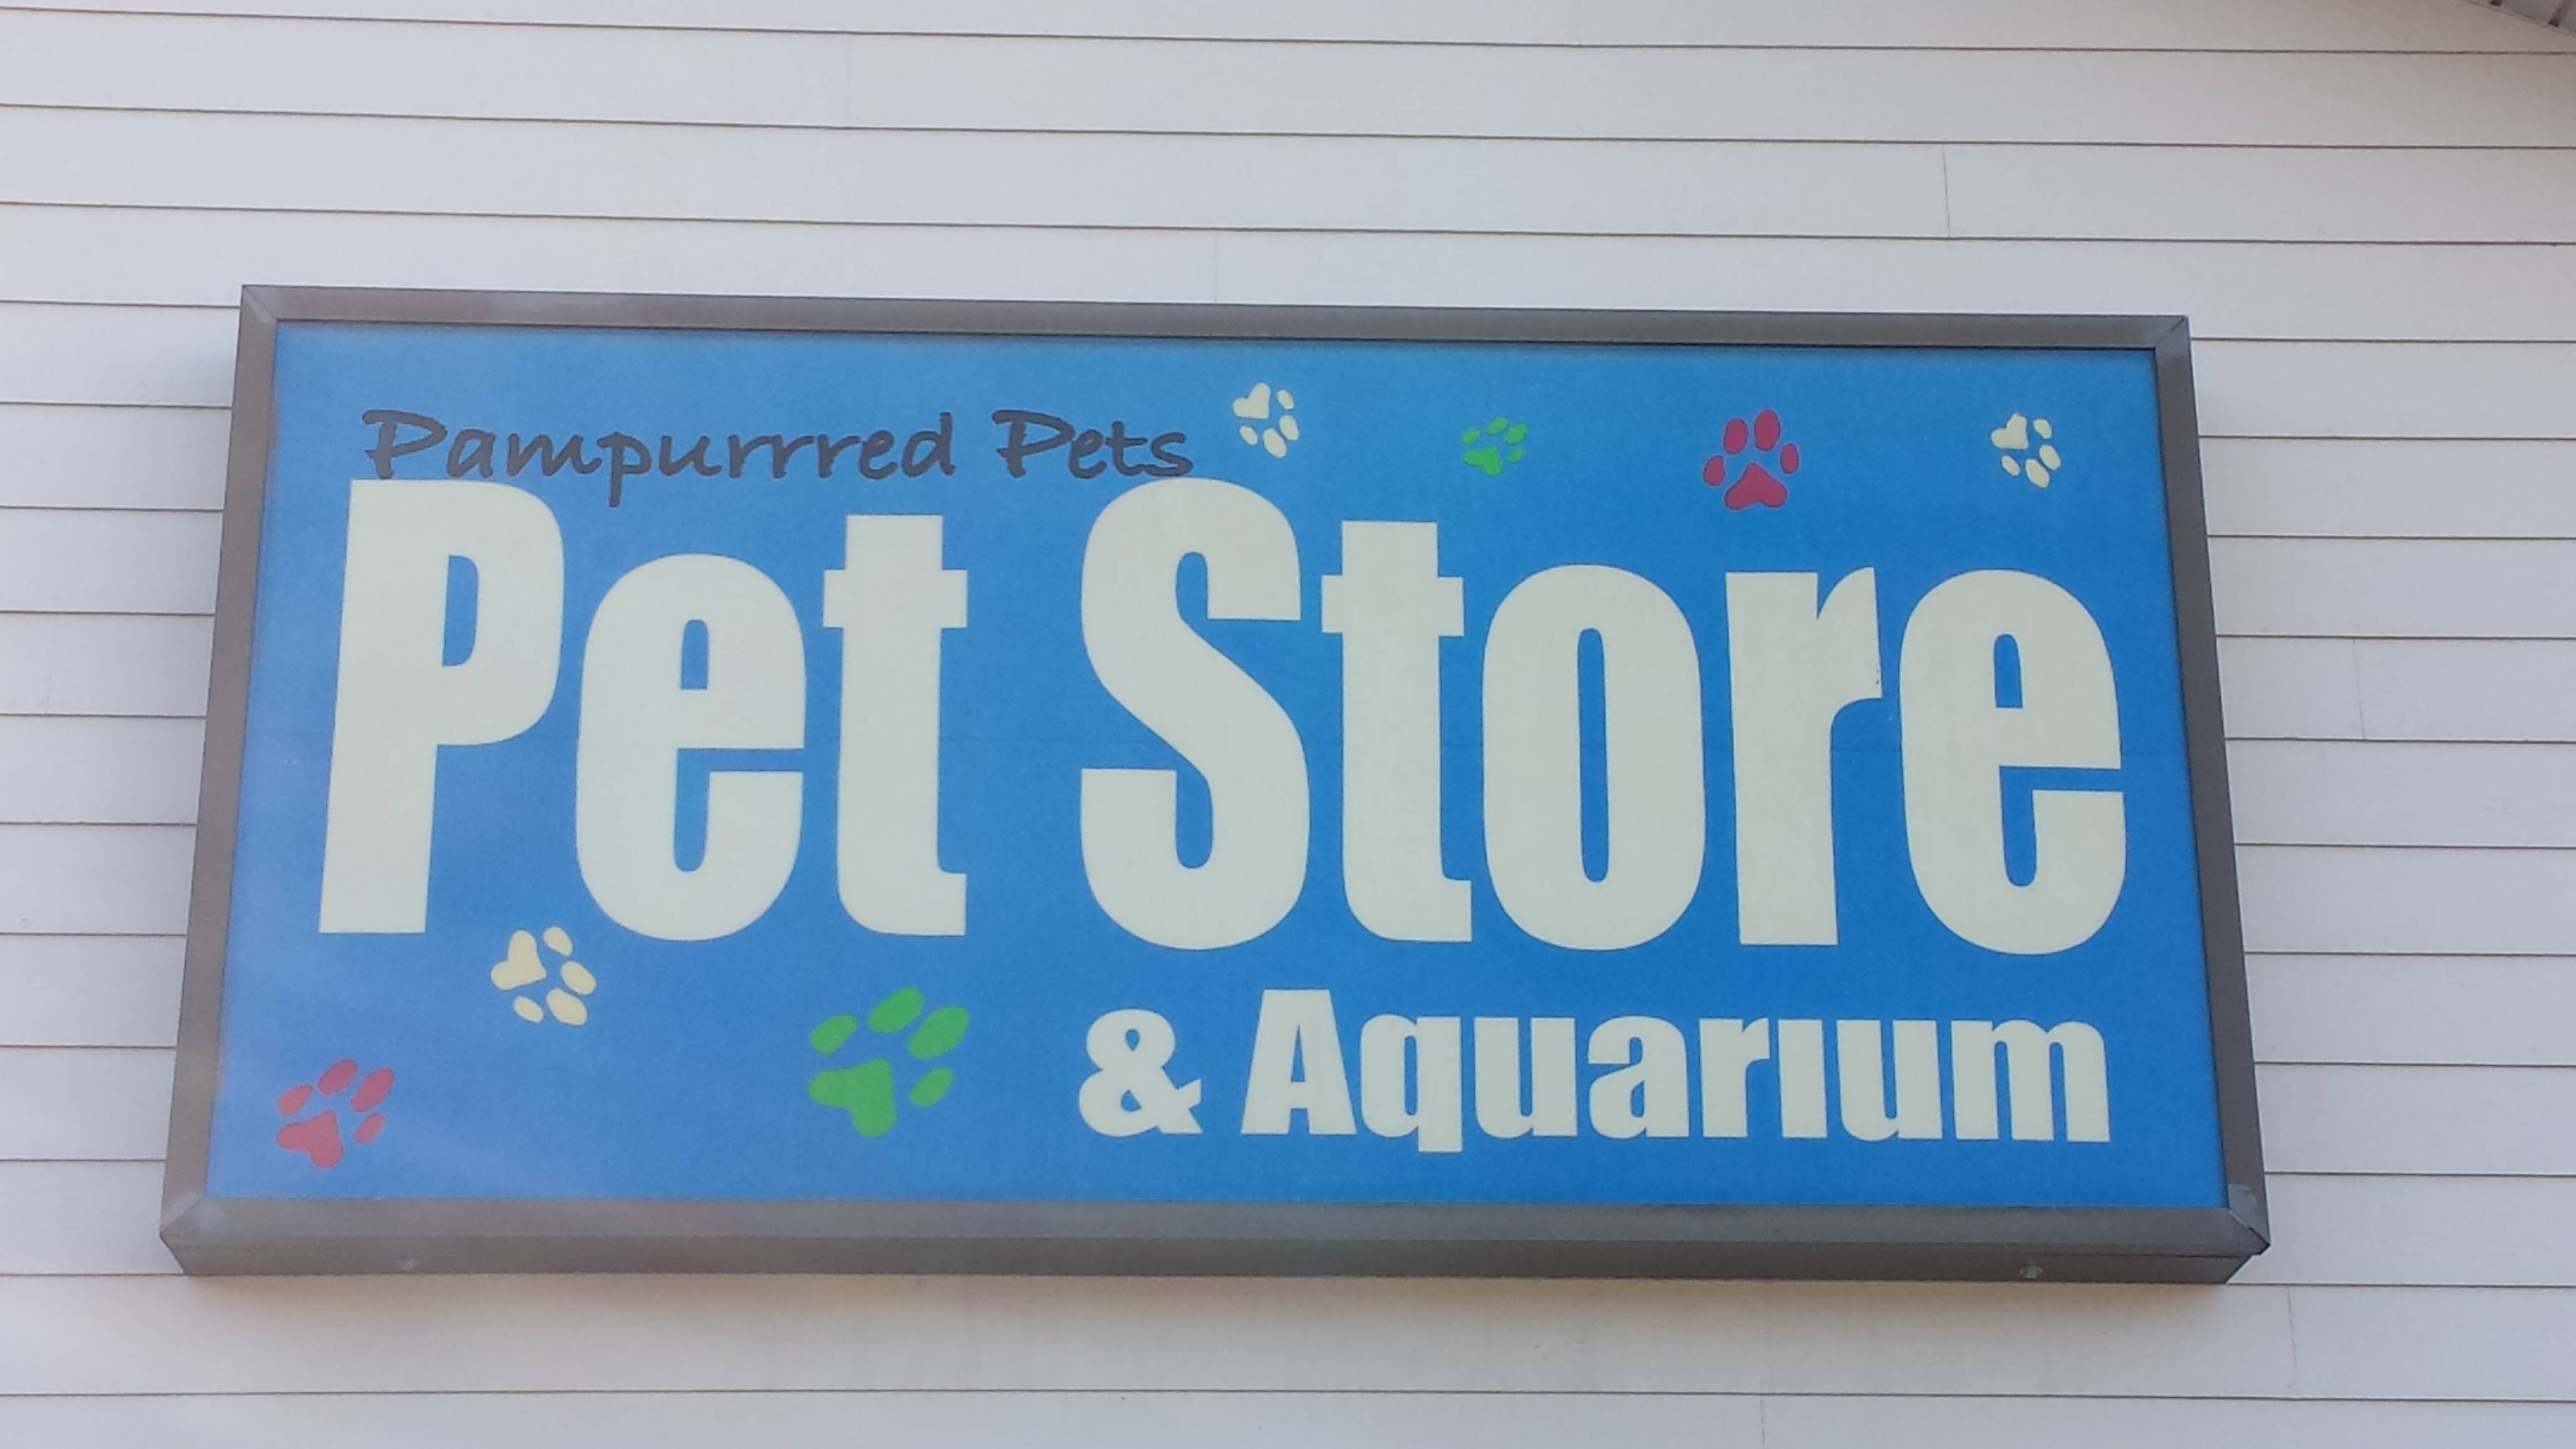 Pampurrred Pets
Pet Store
& Aquarium